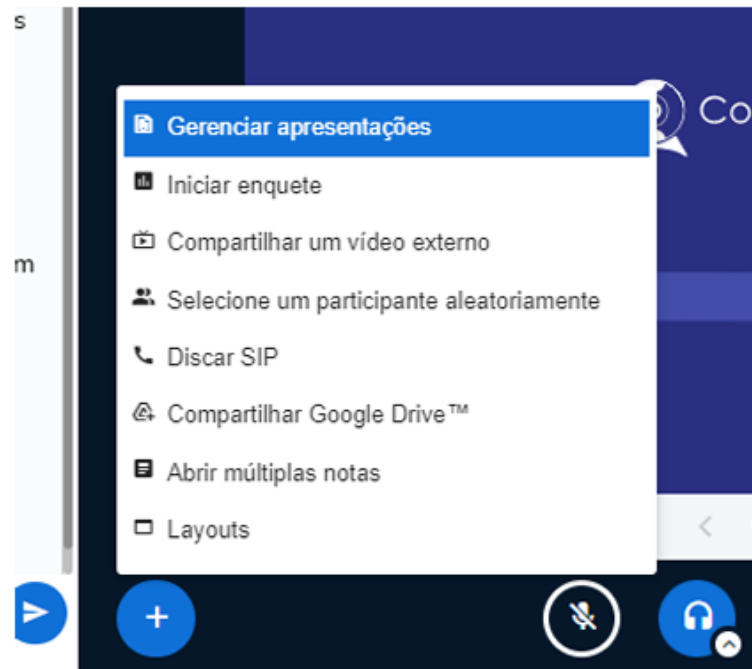 s
Co
Gerenciar apresentações
Iniciar enquete
Compartilhar um vídeo externo
m
Selecione um participante aleatoriamente
Discar SIP
Compartilhar Google Drive™
Abrir múltiplas notas
Layouts